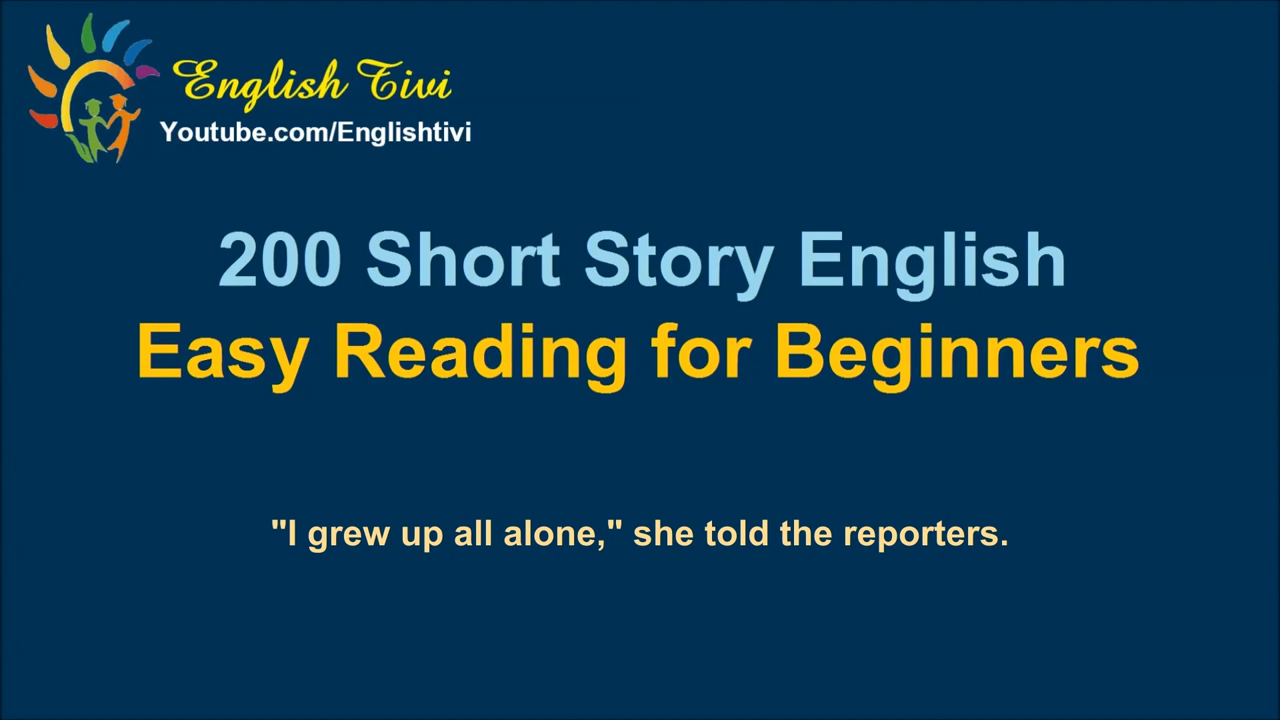 English Tivi
Youtube.com/Englishtivi
200 Short Story English
Easy Reading for Beginners
"I grew up all alone," she told the reporters.